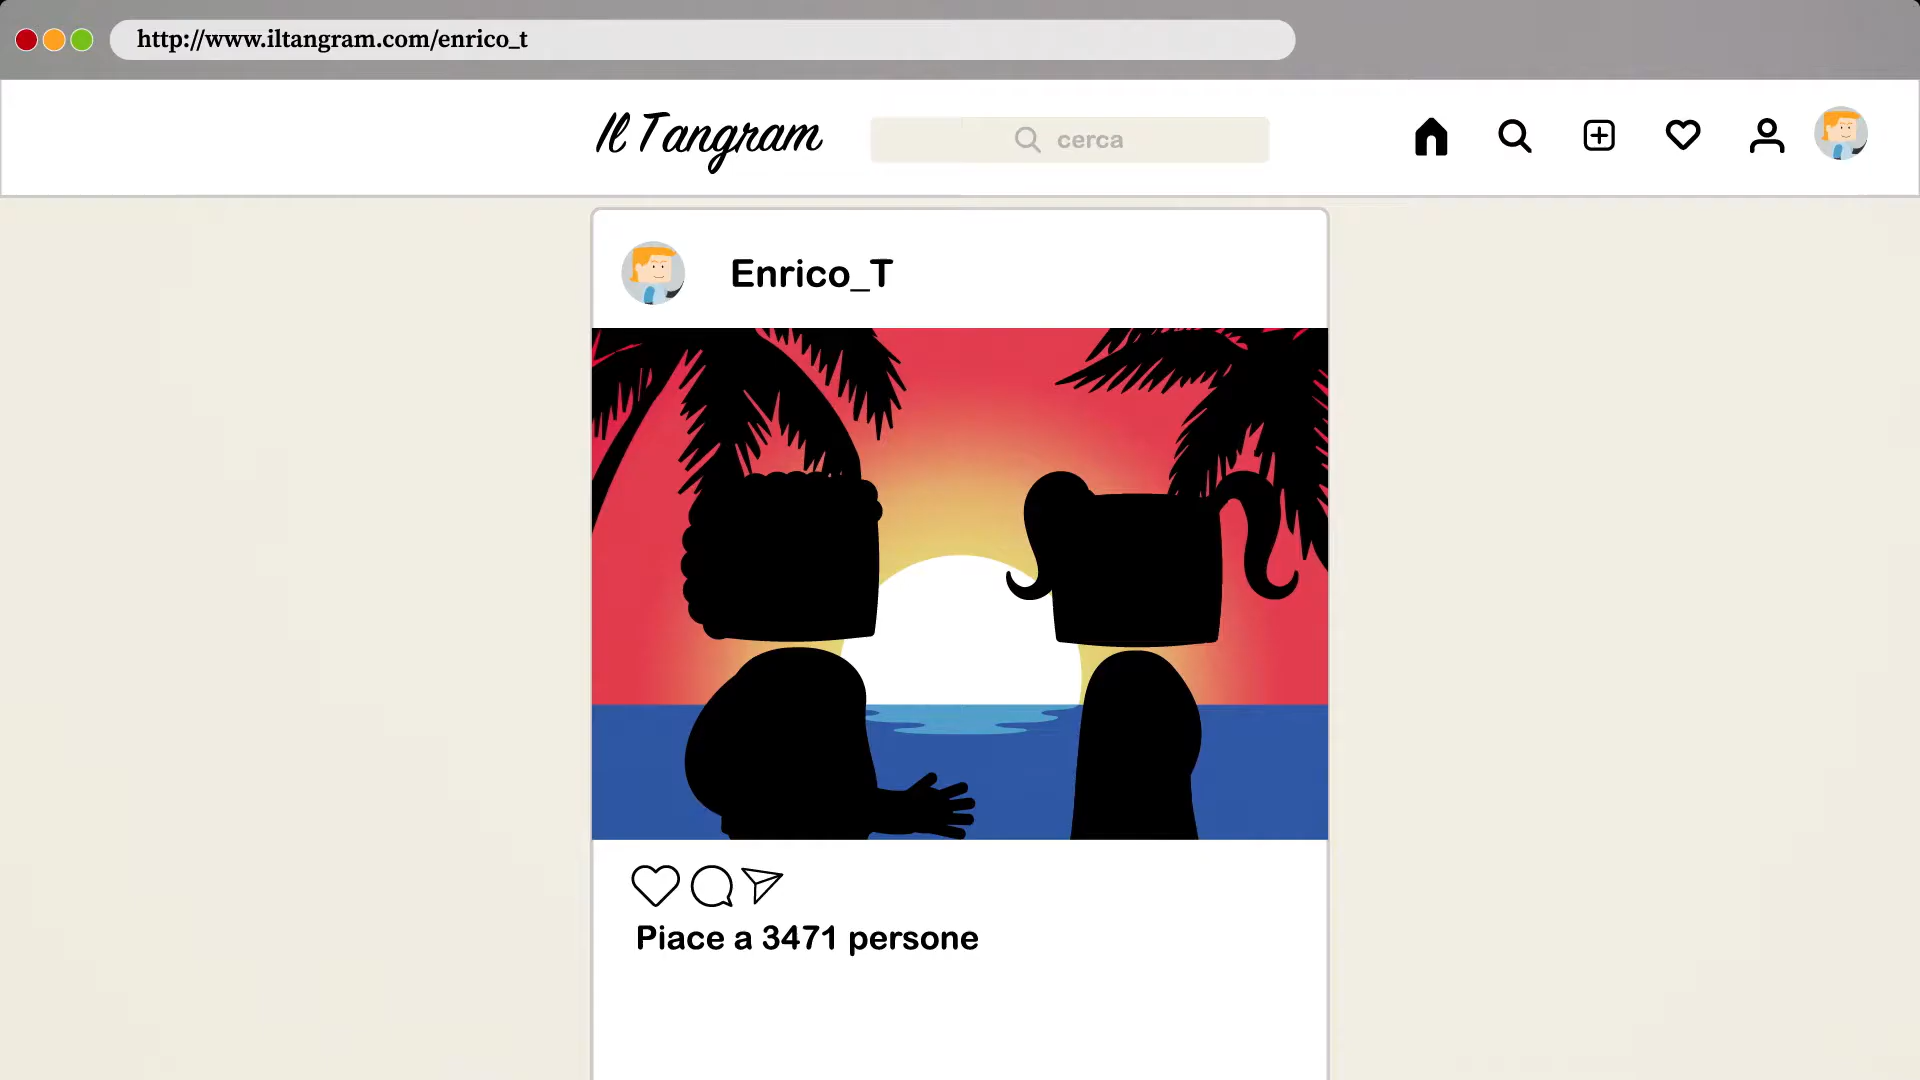 http://www.iltangram.com/enrico_t
Il Tangram
cerca
Enrico_T
Piace a 3471 persone